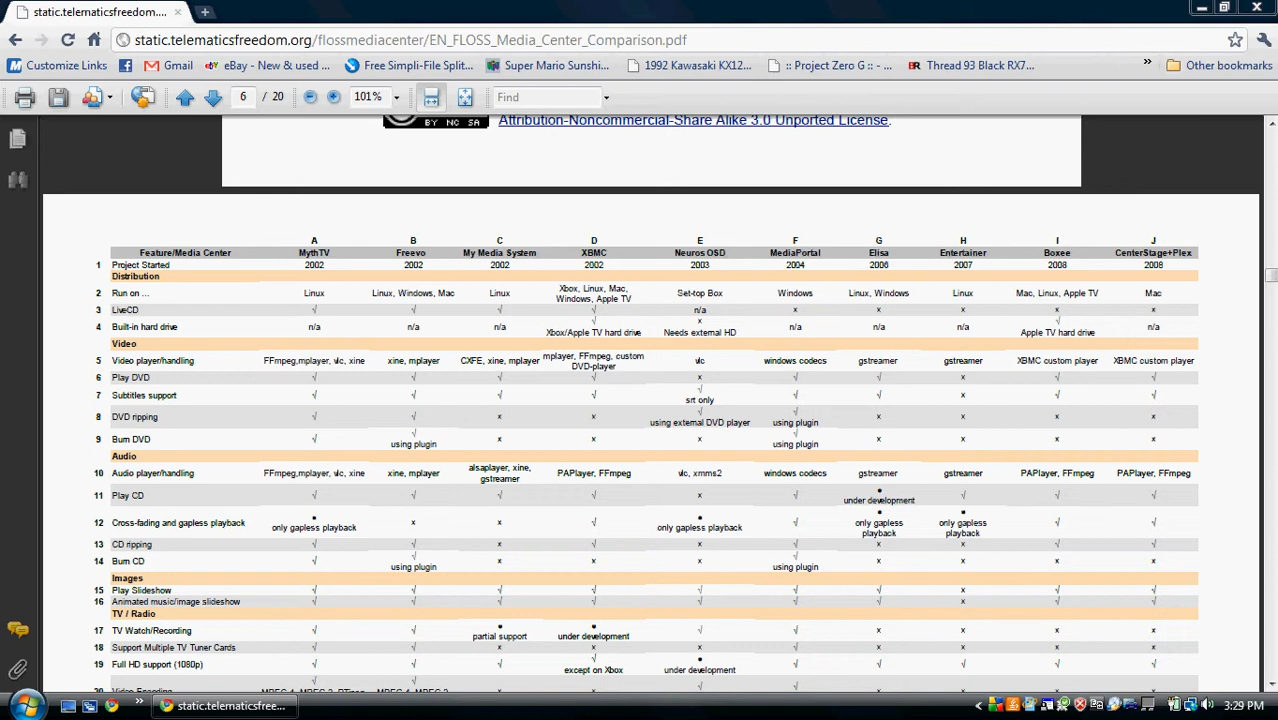 static.telematicsfreedom....
static.telematicsfreedom.org/flossmediacenter/EN_FLOSS_Media_Center_Comparison.pdf
Customize Links Gmail eBay - New & used ... Free Simpli-File Split... Super Mario Sunshi... 1992 Kawasaki KX12... :: Project Zero G :: -... Thread 93 Black RX7... » Other bookmarks
6 / 20 101% Find
BY NC SA Attribution-Noncommercial-Share Alike 3.0 Unported License.
A B C D E F G H I J
Feature/Media Center MythTV Freevo My Media System XBMC Neuros OSD MediaPortal Elisa Entertainer Boxee CenterStage+Plex
1 Project Started 2002 2002 2002 2002 2003 2004 2006 2007 2008 2008
Distribution
2 Run on ... Linux Linux, Windows, Mac Linux Xbox, Linux, Mac, Windows, Apple TV Set-top Box Windows Linux, Windows Linux Mac, Linux, Apple TV Mac
3 LiveCD √ √ √ √ n/a x x x x x
4 Built-in hard drive n/a n/a n/a √ Xbox/Apple TV hard drive x Needs external HD n/a n/a n/a √ Apple TV hard drive n/a
Video
5 Video player/handling FFmpeg,mplayer, vlc, xine xine, mplayer CXFE, xine, mplayer mplayer, FFmpeg, custom DVD-player vlc windows codecs gstreamer gstreamer XBMC custom player XBMC custom player
6 Play DVD √ √ √ √ x √ √ x √ √
7 Subtitles support √ √ √ √ √ srt only √ √ x √ √
8 DVD ripping √ √ x x √ using external DVD player √ using plugin x x x x
9 Burn DVD √ √ using plugin x x x √ using plugin x x x x
Audio
10 Audio player/handling FFmpeg,mplayer, vlc, xine xine, mplayer alsaplayer, xine, gstreamer PAPlayer, FFmpeg vlc, xmms2 windows codecs gstreamer gstreamer PAPlayer, FFmpeg PAPlayer, FFmpeg
11 Play CD √ √ √ √ x √ • under development √ √ √
12 Cross-fading and gapless playback • only gapless playback x x √ • only gapless playback √ • only gapless playback • only gapless playback √ √
13 CD ripping √ √ x √ x √ x x √ √
14 Burn CD √ √ using plugin x x x √ using plugin x x x x
Images
15 Play Slideshow √ √ √ √ √ √ √ x √ √
16 Animated music/image slideshow √ √ √ √ √ √ √ x √ √
TV / Radio
17 TV Watch/Recording √ √ • partial support • under development √ √ x x x x
18 Support Multiple TV Tuner Cards √ √ x x x √ x x x x
19 Full HD support (1080p) √ √ √ √ except on Xbox • under development √ √ √ √ √
20 Video Encoding
static.telematicsfree... 3:29 PM